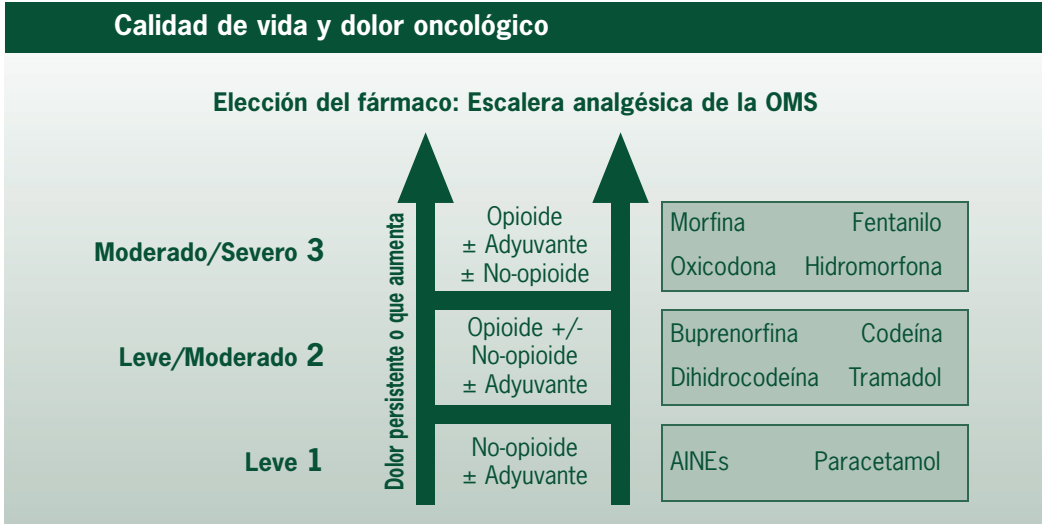 Calidad de vida y dolor oncológico
Elección del fármaco: Escalera analgésica de la OMS
Dolor persistente o que aumenta
Moderado/Severo 3
Opioide
± Adyuvante
± No-opioide
Morfina Fentanilo
Oxicodona Hidromorfona
Leve/Moderado 2
Opioide +/-
No-opioide
± Adyuvante
Buprenorfina Codeína
Dihidrocodeína Tramadol
Leve 1
No-opioide
± Adyuvante
AINEs Paracetamol